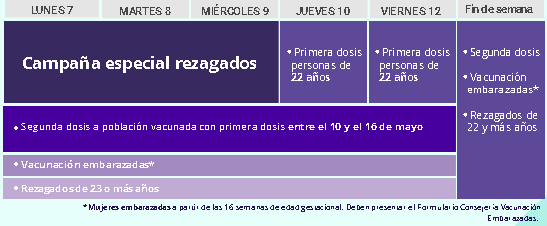 LUNES 7 MARTES 8 MIÉRCOLES 9 JUEVES 10 VIERNES 12 Fin de semana
Campaña especial rezagados
• Primera dosis
personas de
22 años
• Primera dosis
personas de
22 años
• Segunda dosis
• Vacunación
embarazadas*
• Rezagados de
22 y más años
• Segunda dosis a población vacunada con primera dosis entre el 10 y el 16 de mayo
• Vacunación embarazadas*
• Rezagados de 23 o más años
* Mujeres embarazadas a partir de las 16 semanas de edad gestacional. Deben presentar el Formulario Consejería Vacunación
Embarazadas.